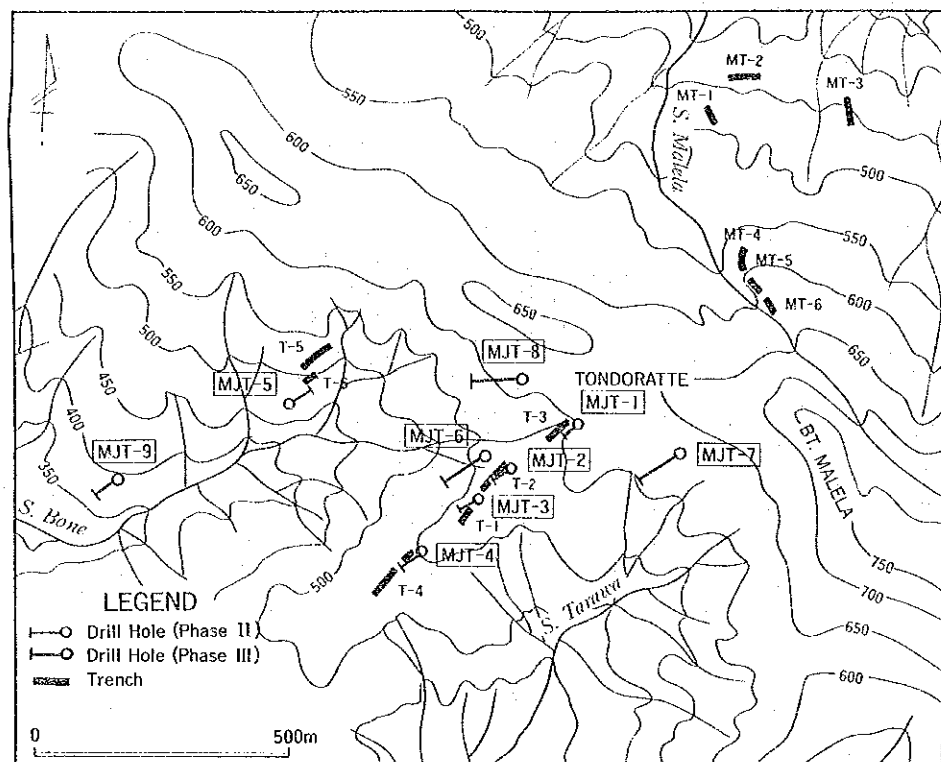 500
550
600
650
600
550
500
450
400
350
MT-2
MT-1
MT-3
S. Malela
500
MT-4
550
MT-5
600
MT-6
650
650
T-5
MJT-8
MJT-5
T-6
TONDORATTE
T-3
MJT-1
MJT-6
MJT-9
MJT-2
MJT-7
T-2
MJT-3
T-1
BT. MALELA
S. Bone
MJT-4
500
T-4
S. Tarawa
750
700
650
600
LEGEND
Drill Hole (Phase II)
Drill Hole (Phase III)
Trench
0 500m